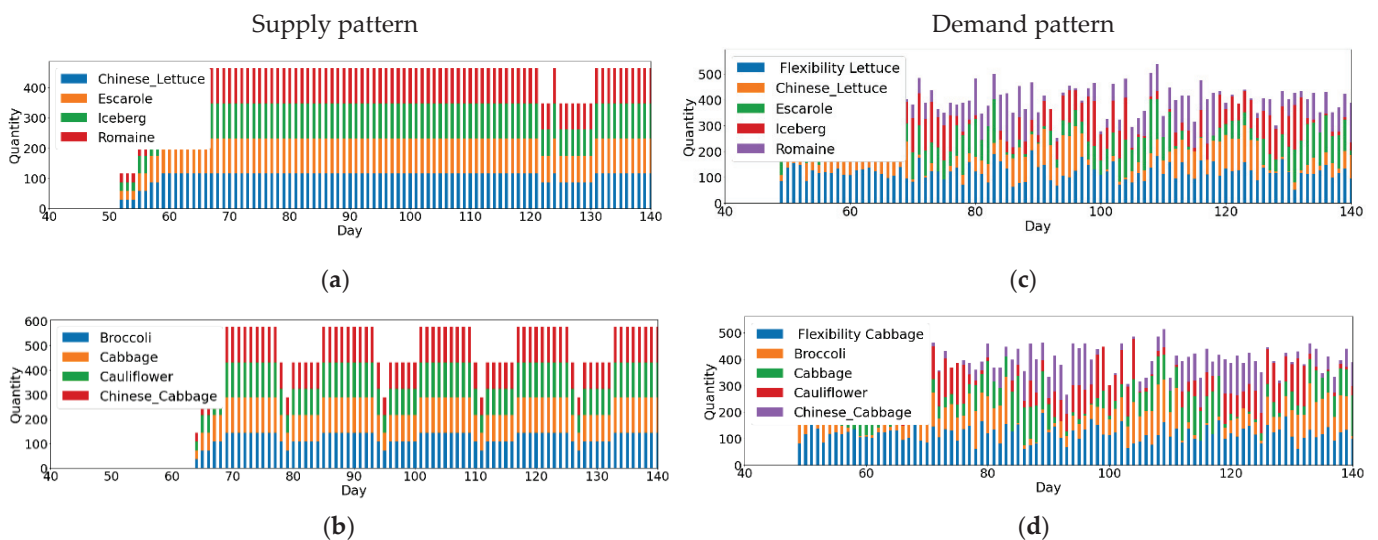 Supply pattern
Demand pattern
Quantity
400
300
200
100
0
Chinese_Lettuce
Escarole
Iceberg
Romaine
40 50 60 70 80 90 100 110 120 130 140
Day
(a)
Quantity
500
400
300
200
100
0
Flexibility Lettuce
Chinese_Lettuce
Escarole
Iceberg
Romaine
40 60 80 100 120 140
Day
(c)
Quantity
600
500
400
300
200
100
0
Broccoli
Cabbage
Cauliflower
Chinese_Cabbage
40 50 60 70 80 90 100 110 120 130 140
Day
(b)
Quantity
500
400
300
200
100
0
Flexibility Cabbage
Broccoli
Cabbage
Cauliflower
Chinese_Cabbage
40 60 80 100 120 140
Day
(d)